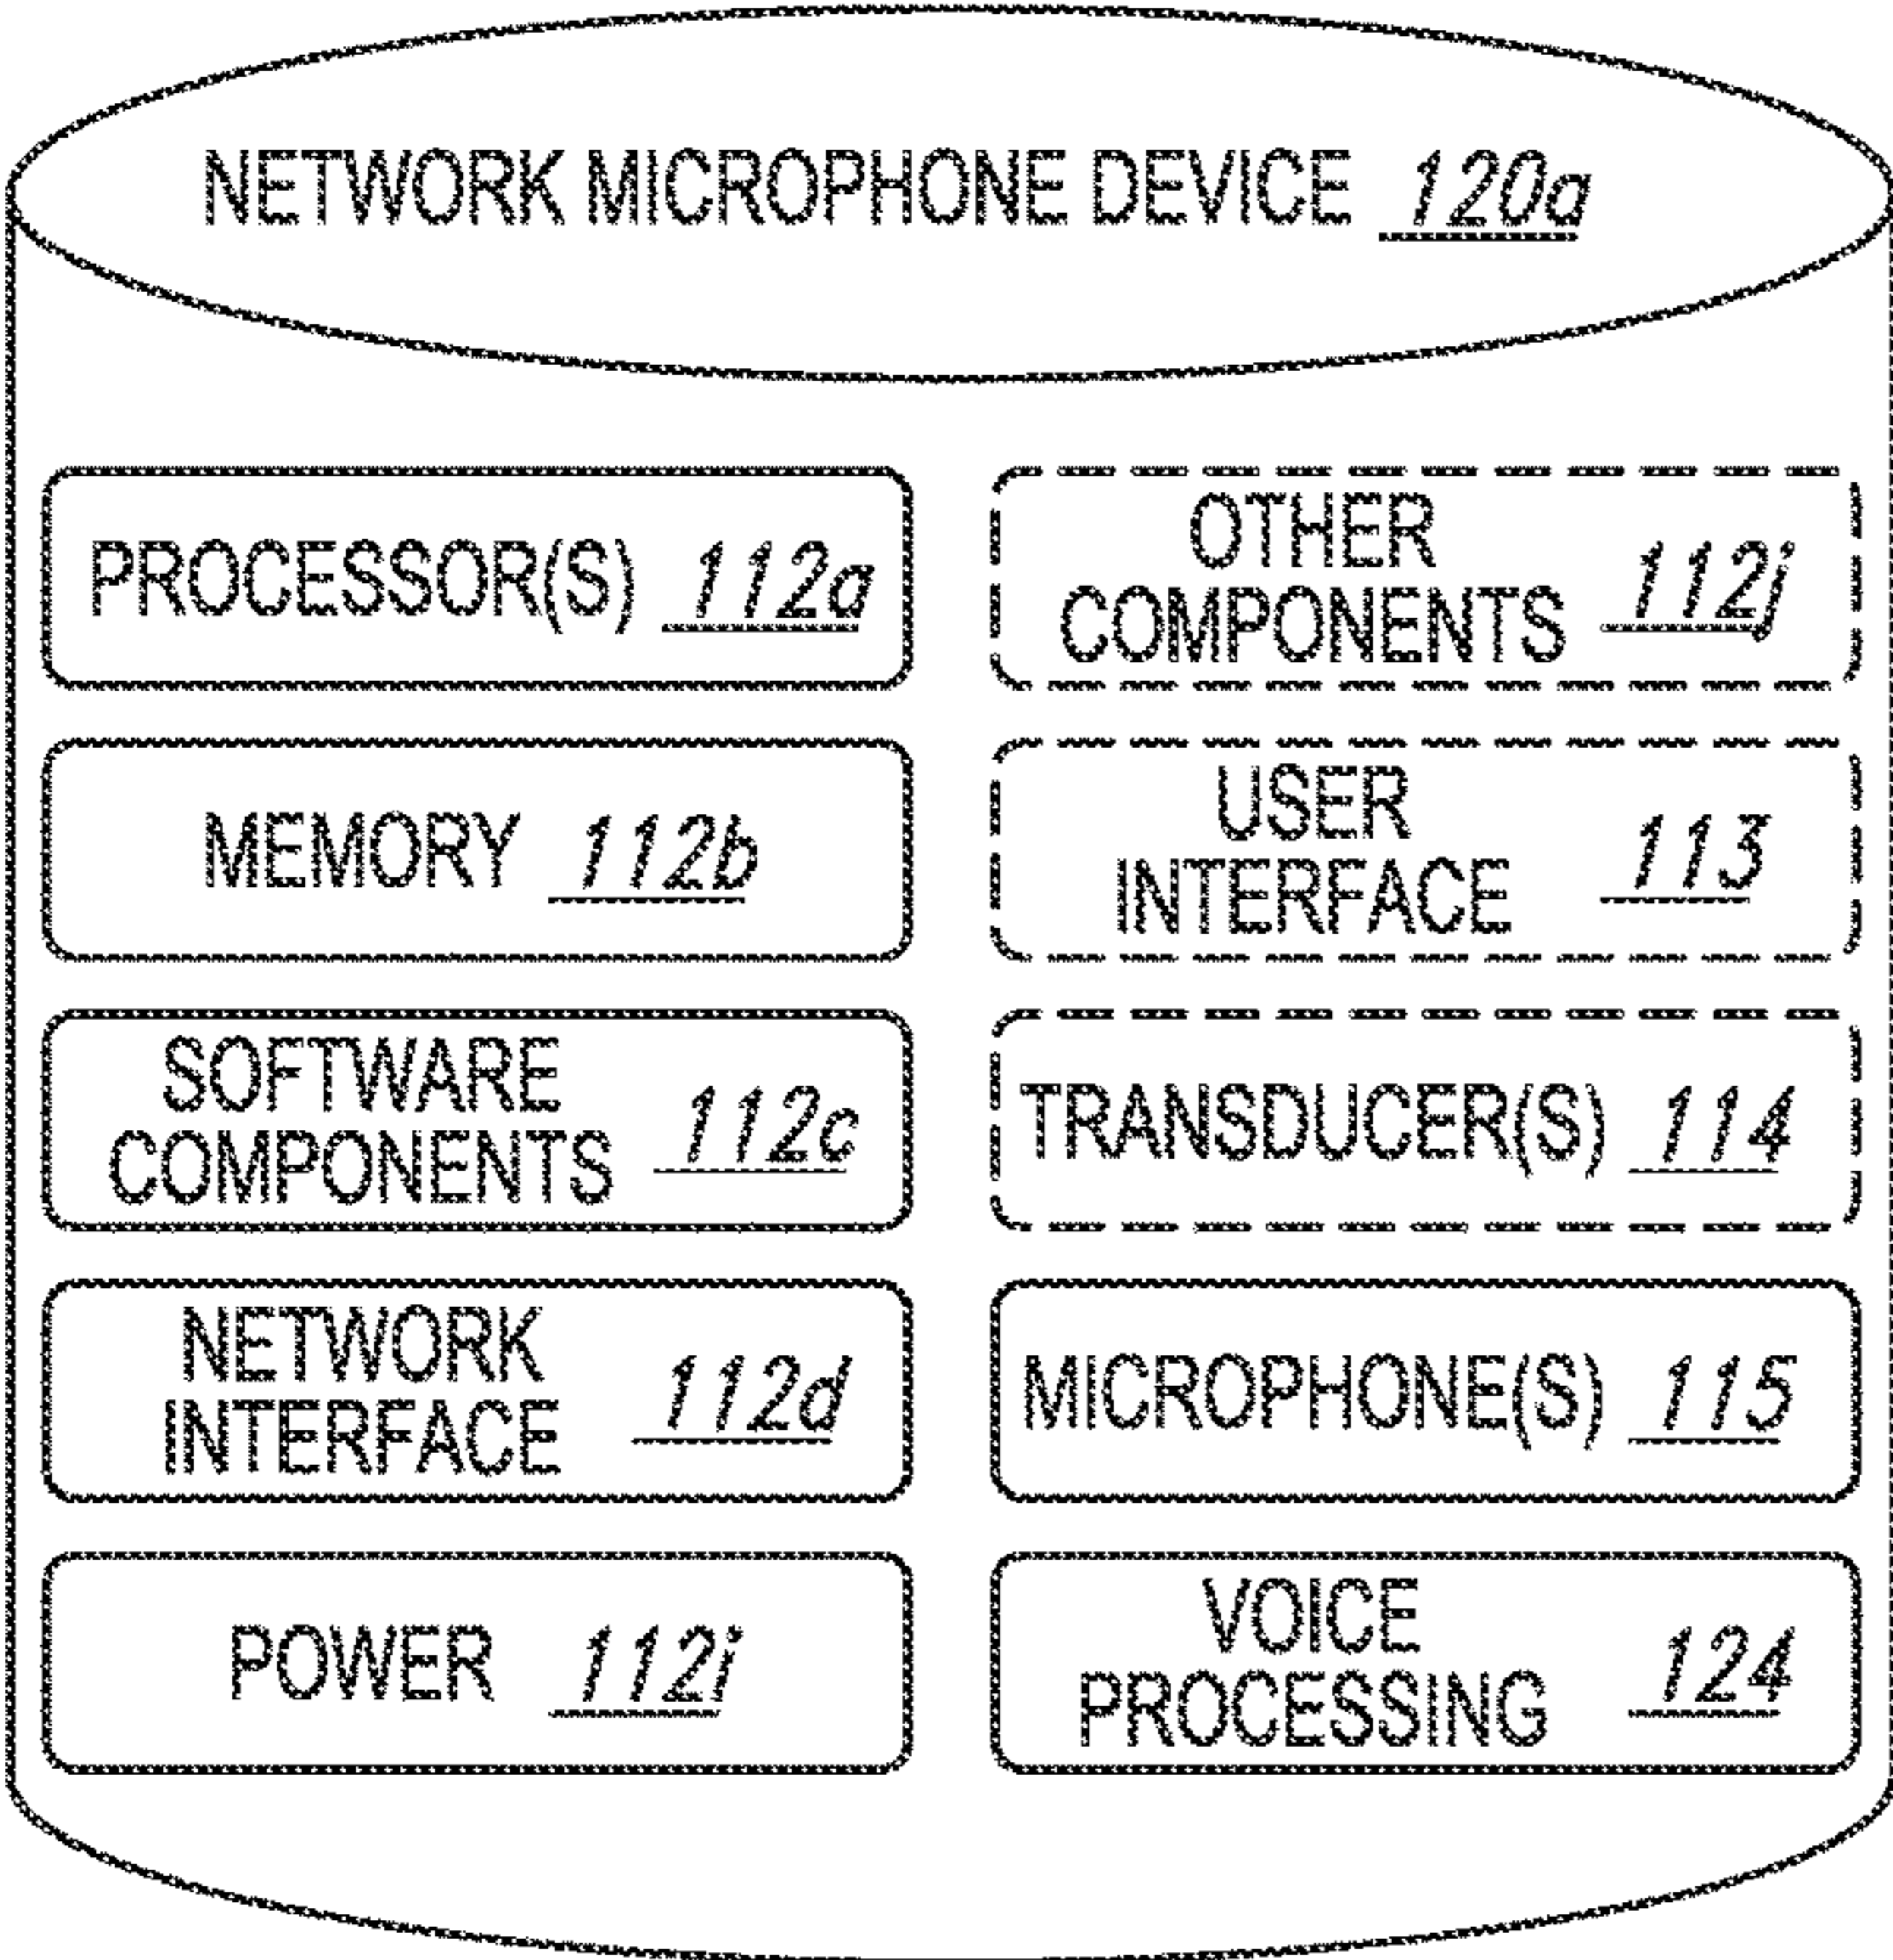 NETWORK MICROPHONE DEVICE 120a
PROCESSOR(S) 112a
MEMORY 112b
SOFTWARE
COMPONENTS 112c
NETWORK
INTERFACE 112d
POWER 112i
OTHER
COMPONENTS 112j
USER
INTERFACE 113
TRANSDUCER(S) 114
MICROPHONE(S) 115
VOICE
PROCESSING 124